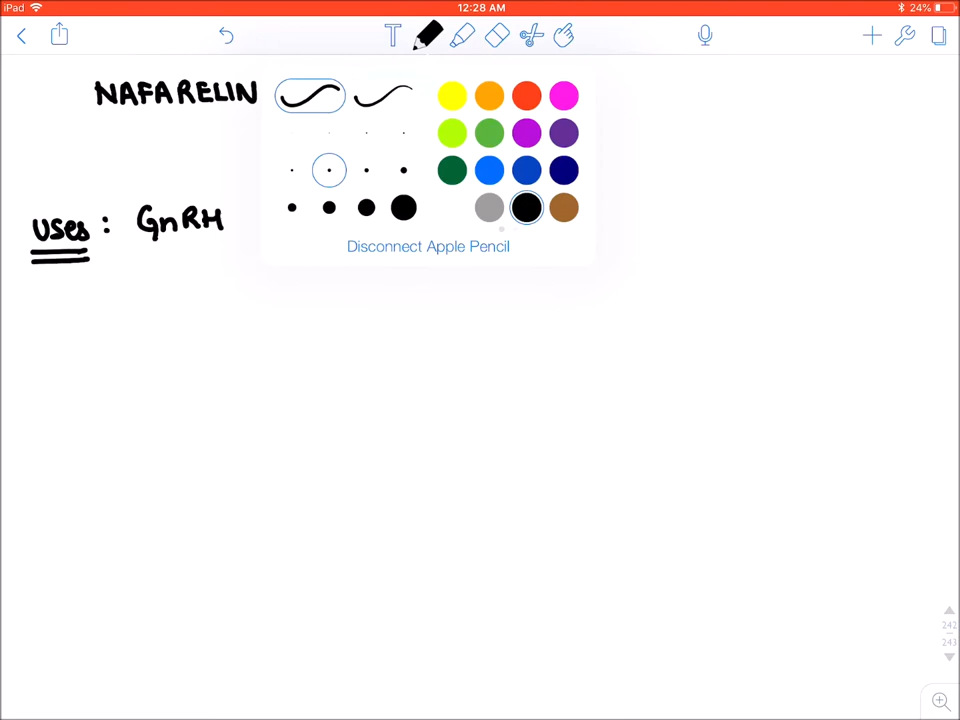 iPad 12:28 AM 24%
T
NAFARELIN
Uses : GnRH
Disconnect Apple Pencil
242
243